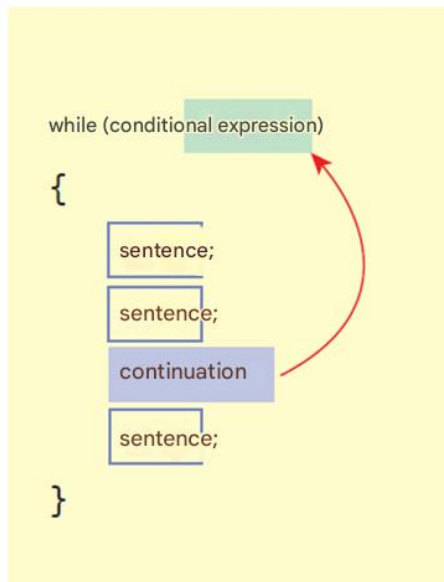 while (conditional expression)
{
sentence;
sentence;
continuation
sentence;
}